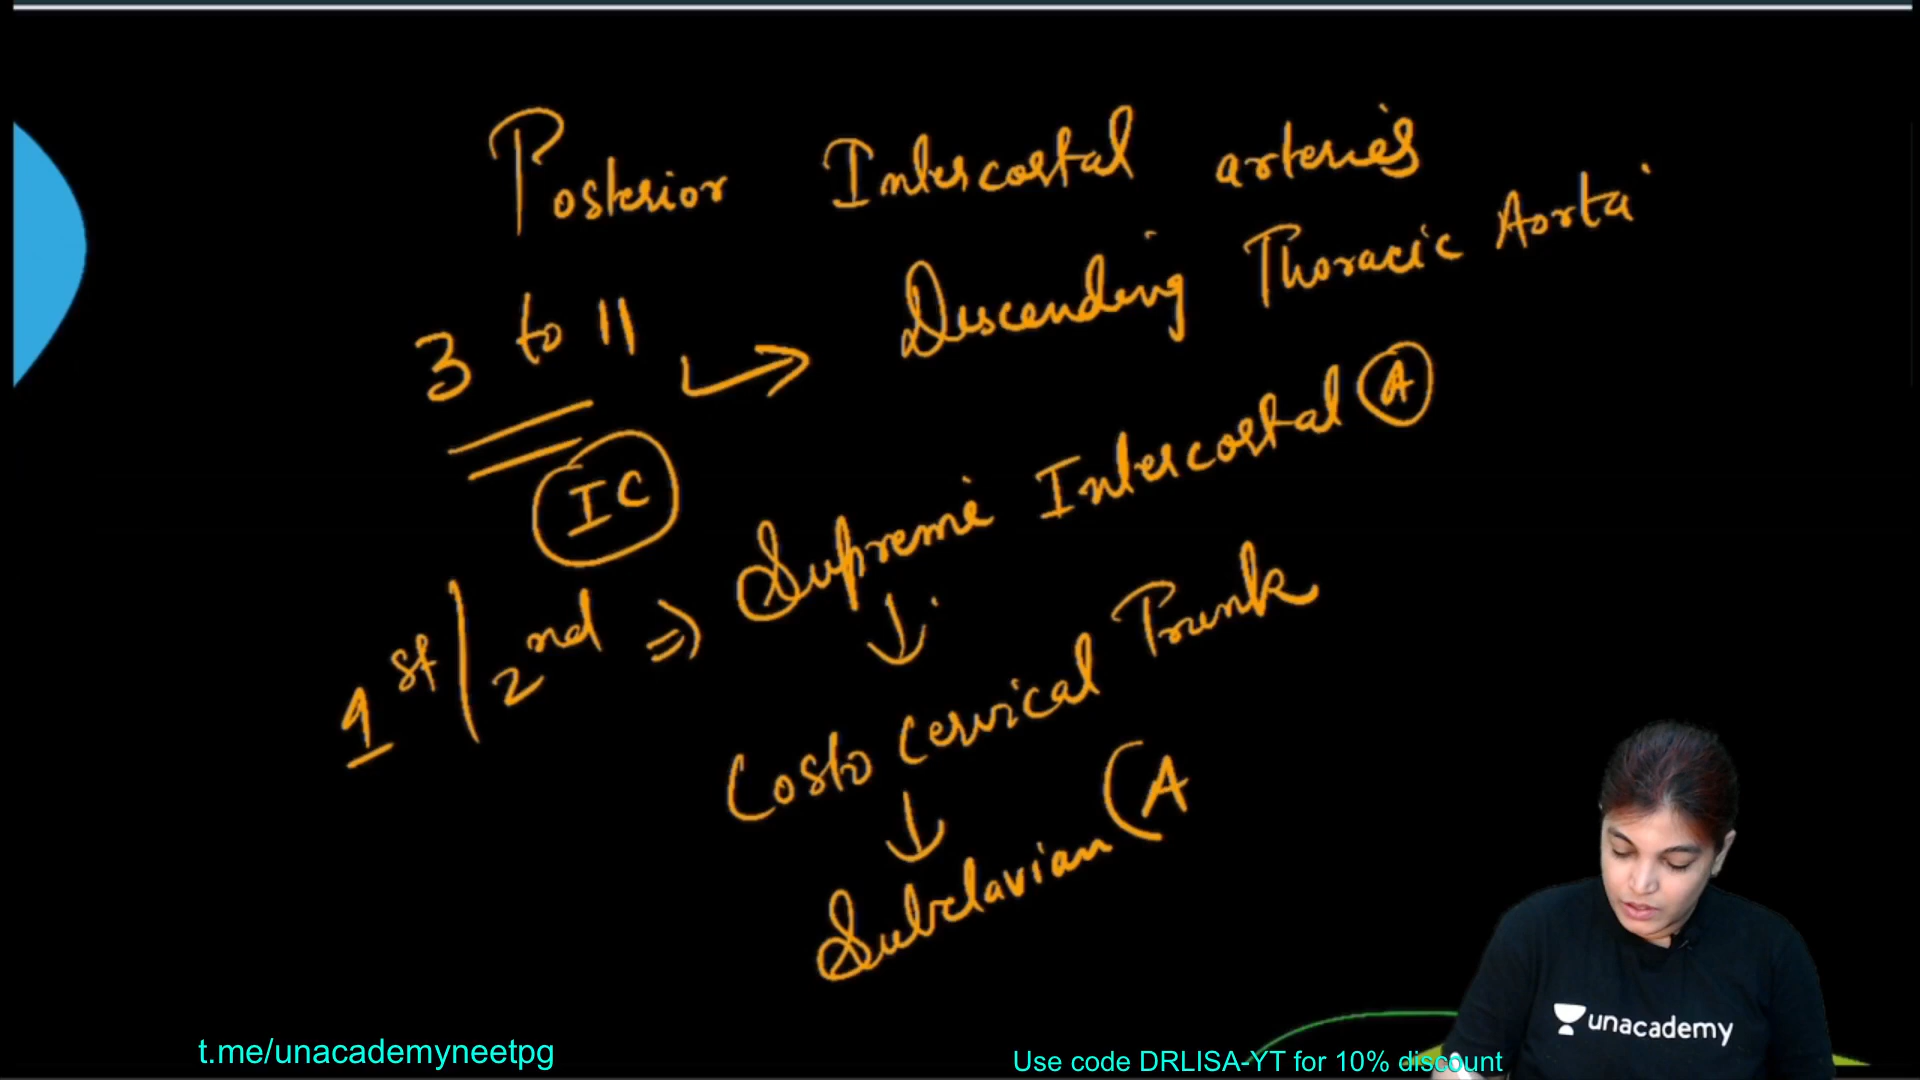 Posterior Intercostal arteries
3 to 11 → Descending Thoracic Aorta
IC
1st / 2nd ⇒ Supreme Intercostal A
↓
Costo Cervical Trunk
↓
Subclavian (A
unacademy
t.me/unacademyneetpg
Use code DRLISA-YT for 10% discount